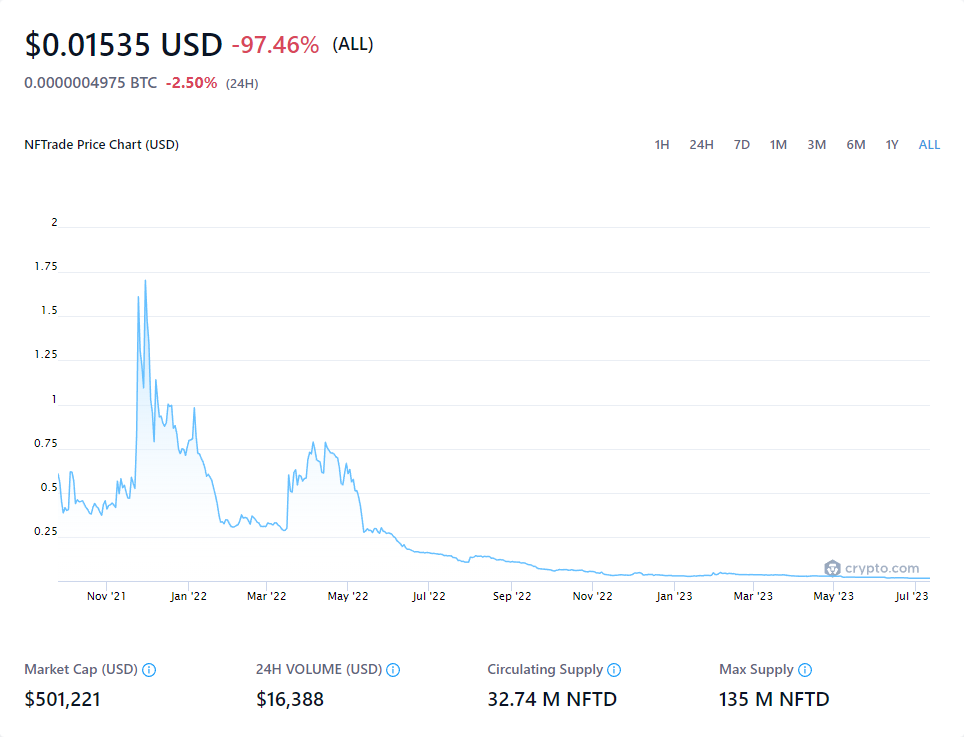 $0.01535 USD -97.46% (ALL)
0.0000004975 BTC -2.50% (24H)
NFTrade Price Chart (USD) 1H 24H 7D 1M 3M 6M 1Y ALL
2
1.75
1.5
1.25
1
0.75
0.5
0.25
crypto.com
Nov '21 Jan '22 Mar '22 May '22 Jul '22 Sep '22 Nov '22 Jan '23 Mar '23 May '23 Jul '23
Market Cap (USD) 24H VOLUME (USD) Circulating Supply Max Supply
$501,221 $16,388 32.74 M NFTD 135 M NFTD